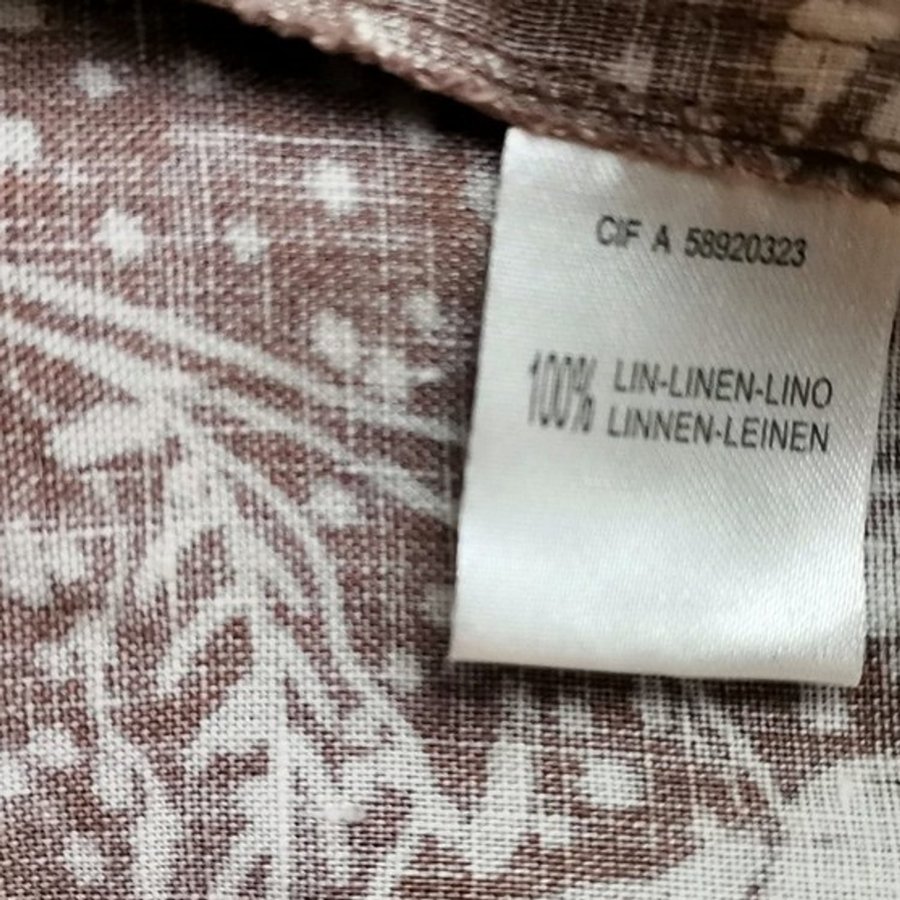 CIF A 58920323
100% LIN-LINEN-LINO
LINNEN-LEINEN